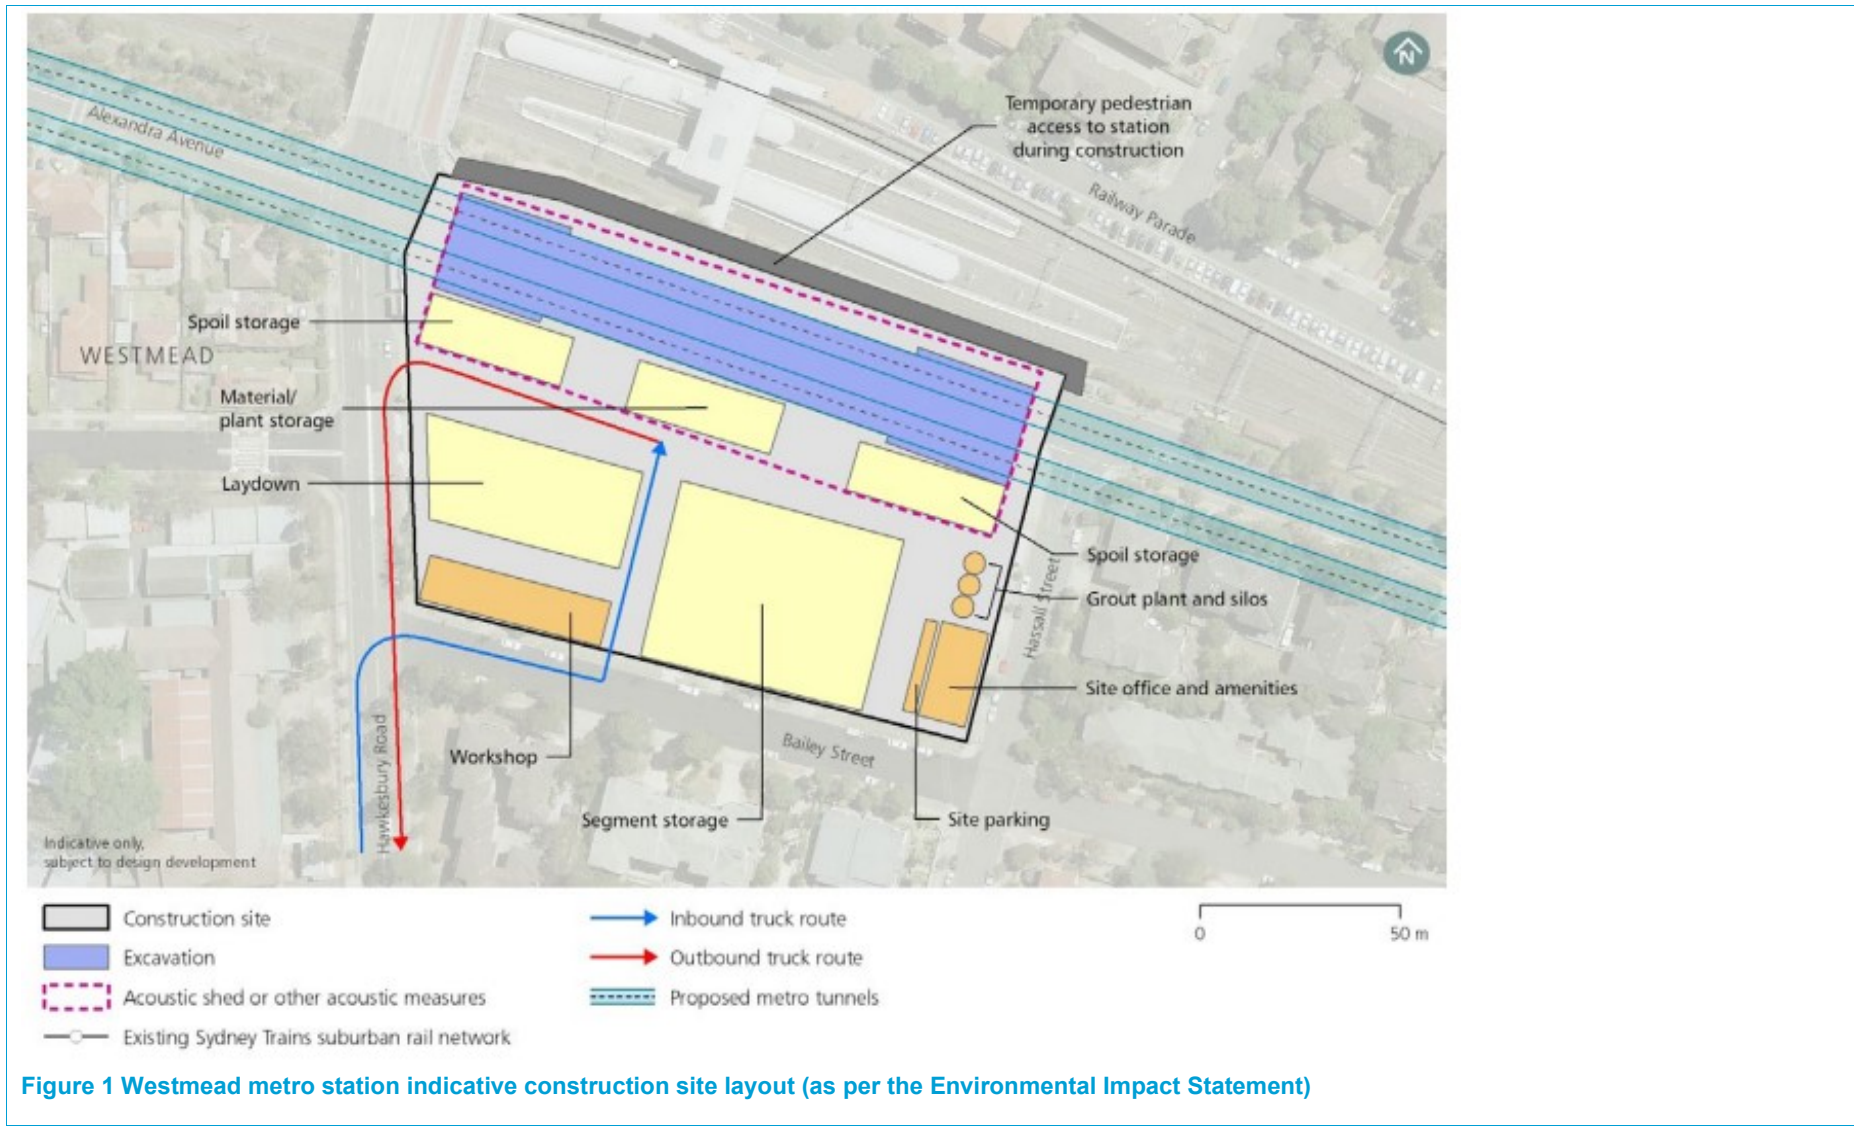 N
Alexandra Avenue
Temporary pedestrian
access to station
during construction
Railway Parade
Spoil storage
WESTMEAD
Material/
plant storage
Laydown
Spoil storage
Grout plant and silos
Hassall Street
Site office and amenities
Hawkesbury Road
Workshop
Bailey Street
Segment storage
Site parking
Indicative only,
subject to design development
Construction site
Inbound truck route
0
50 m
Excavation
Outbound truck route
Acoustic shed or other acoustic measures
Proposed metro tunnels
Existing Sydney Trains suburban rail network
Figure 1 Westmead metro station indicative construction site layout (as per the Environmental Impact Statement)